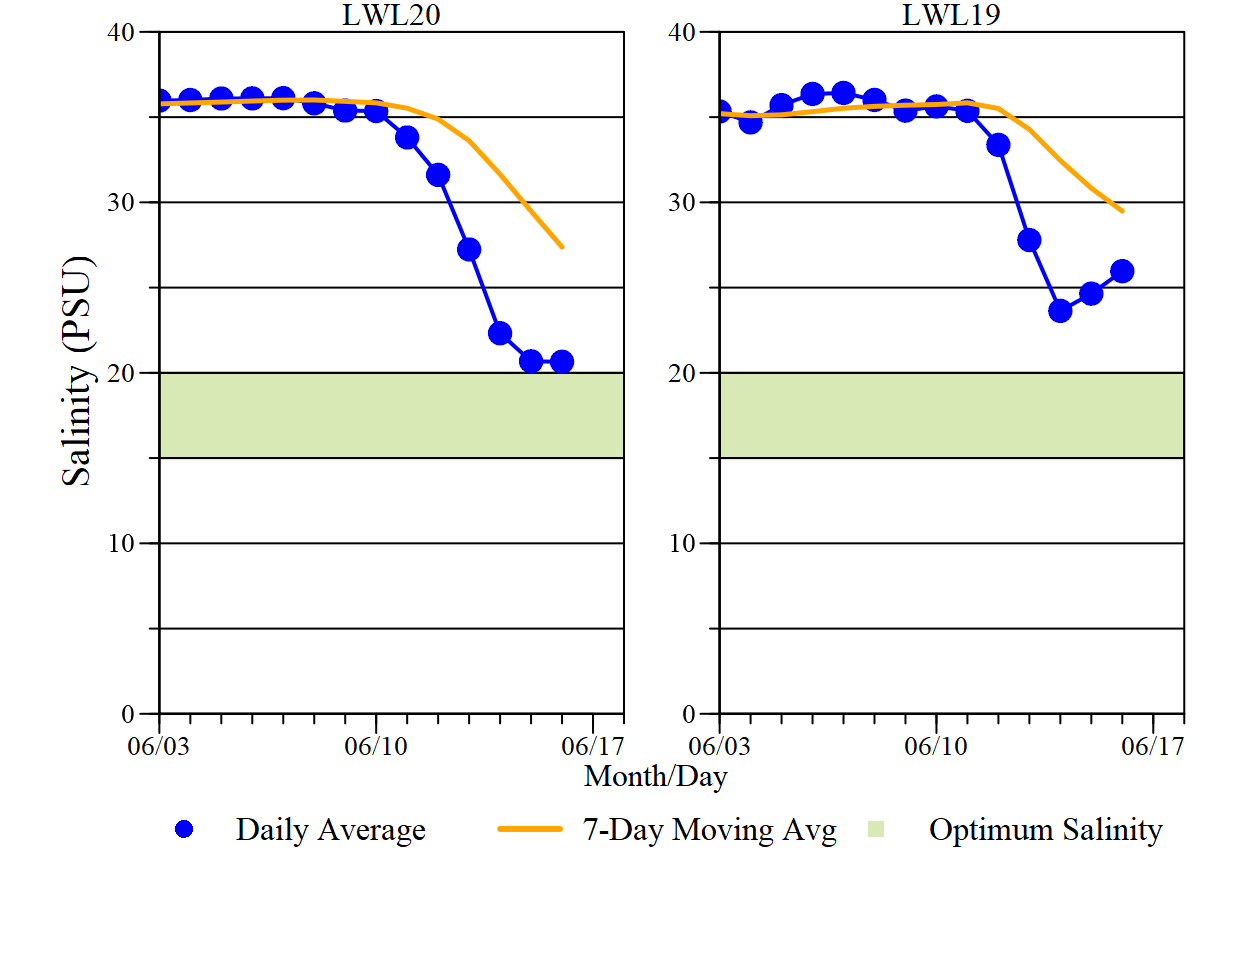 LWL20 LWL19
40 40
30 30
Salinity (PSU)
20 20
10 10
0 0
06/03 06/10 06/17 06/03 06/10 06/17
Month/Day
Daily Average 7-Day Moving Avg Optimum Salinity